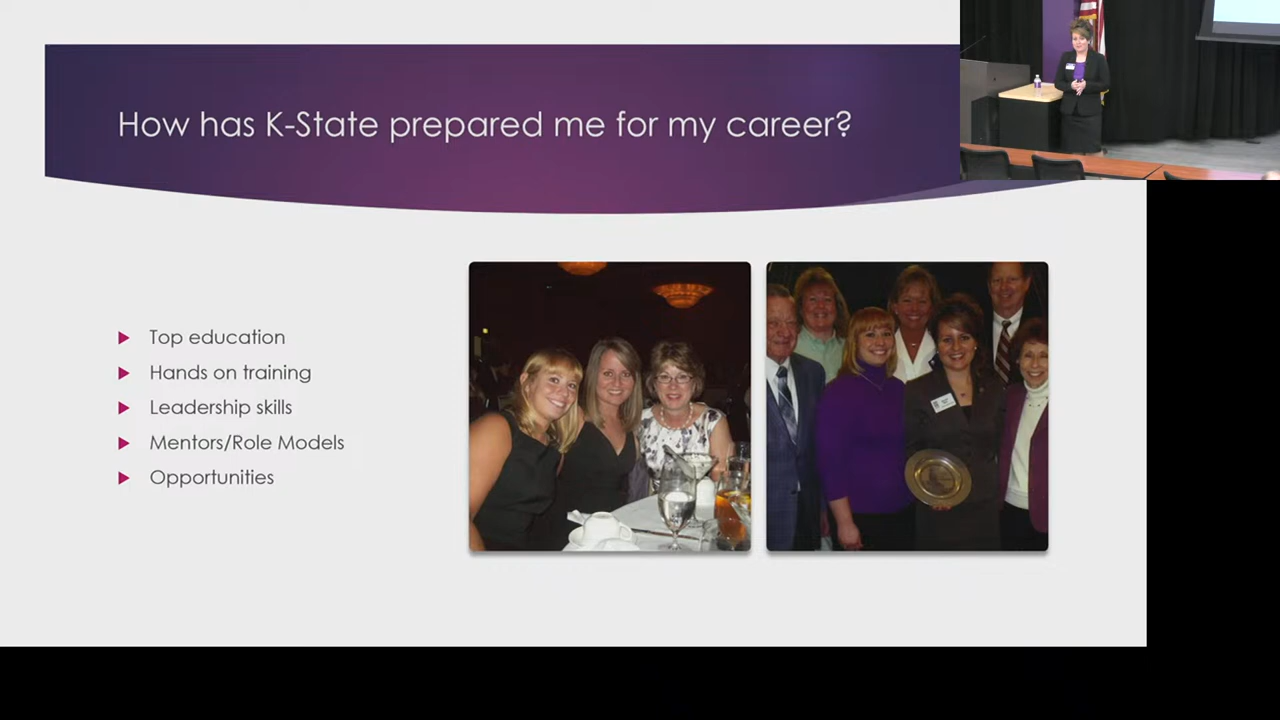 How has K-State prepared me for my career?
Top education
Hands on training
Leadership skills
Mentors/Role Models
Opportunities